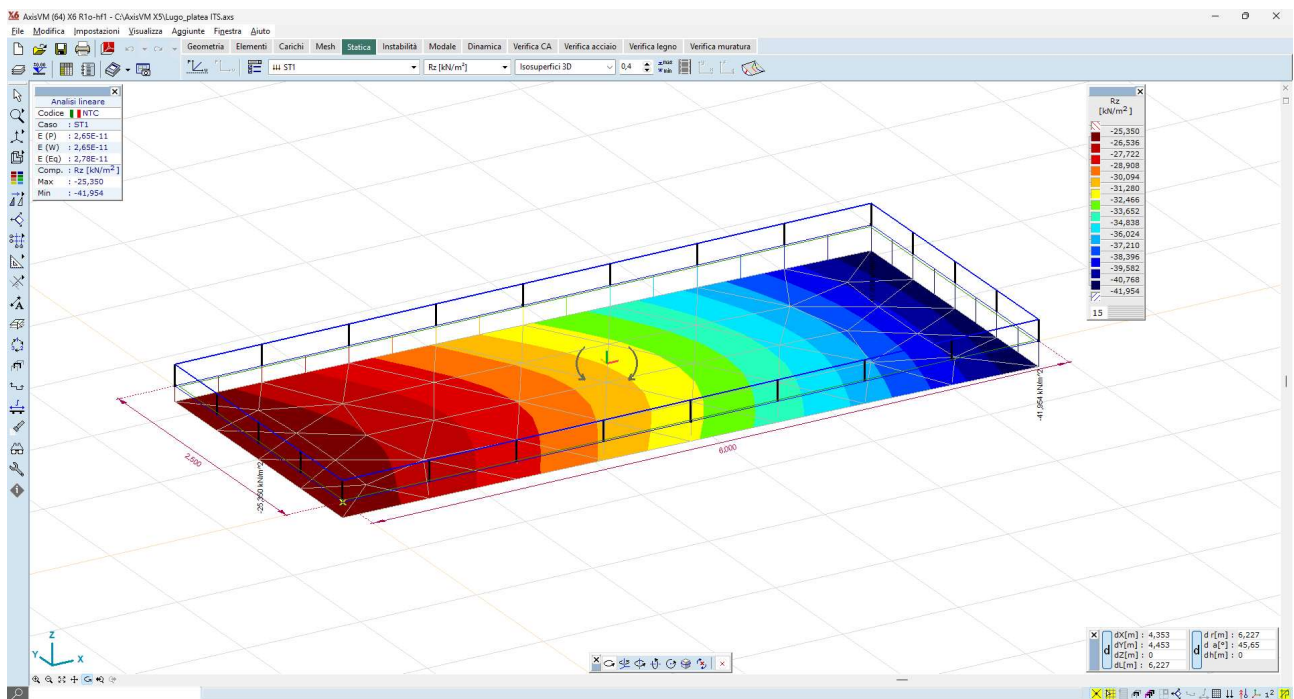 X6 AxisVM (64) X6 R1o-hf1 - C:\AxisVM X5\Lugo_platea ITS.axs
File Modifica Impostazioni Visualizza Aggiunte Finestra Aiuto
Geometria Elementi Carichi Mesh Statica Instabilità Modale Dinamica Verifica CA Verifica acciaio Verifica legno Verifica muratura
ST1 Rz [kN/m²] Isosuperfici 3D 0,4
Analisi lineare
Codice NTC
Caso : ST1
E (P) : 2,65E-11
E (W) : 2,65E-11
E (Eq) : 2,78E-11
Comp. : Rz [kN/m²]
Max : -25,350
Min : -41,954
Rz
[kN/m²]
-25,350
-26,536
-27,722
-28,908
-30,094
-31,280
-32,466
-33,652
-34,838
-36,024
-37,210
-38,396
-39,582
-40,768
-41,954
15
2,500
-25,350 kN/m^2
6,000
-41,954 kN/m^2
Z
Y
X
d
dX[m] : 4,353
dY[m] : 4,453
dZ[m] : 0
dL[m] : 6,227
d
d r[m] : 6,227
d a[°] : 45,65
dh[m] : 0